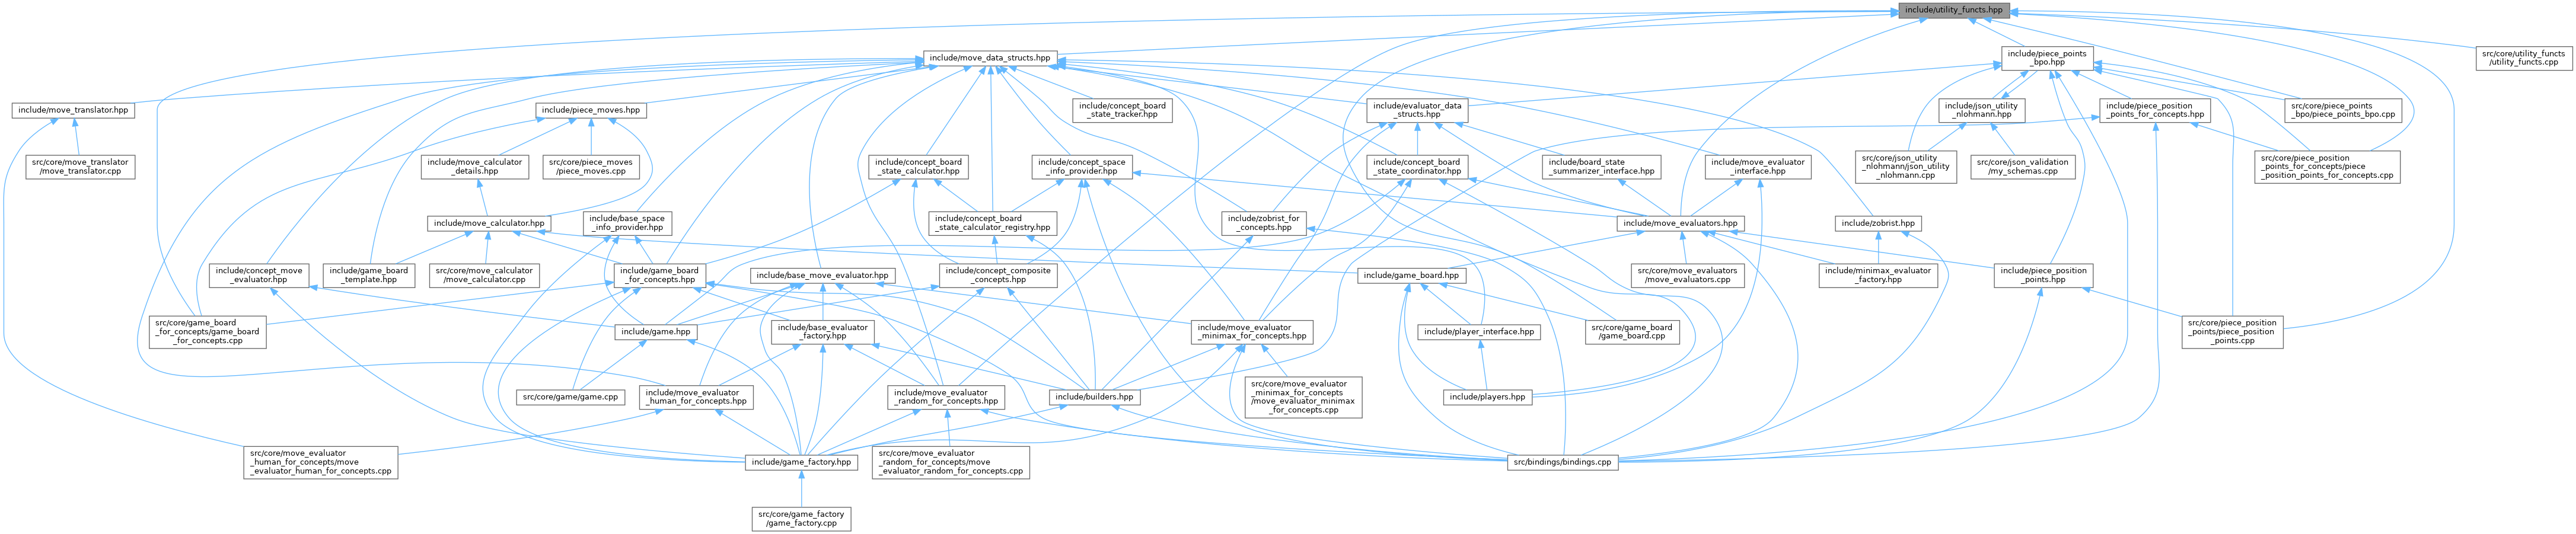 include/utility_functs.hpp
include/move_data_structs.hpp
include/piece_points
_bpo.hpp
src/core/utility_functs
/utility_functs.cpp
include/move_translator.hpp
include/piece_moves.hpp
include/concept_board
_state_tracker.hpp
include/evaluator_data
_structs.hpp
include/json_utility
_nlohmann.hpp
include/piece_position
_points_for_concepts.hpp
src/core/piece_points
_bpo/piece_points_bpo.cpp
src/core/move_translator
/move_translator.cpp
include/move_calculator
_details.hpp
src/core/piece_moves
/piece_moves.cpp
include/concept_board
_state_calculator.hpp
include/concept_space
_info_provider.hpp
include/concept_board
_state_coordinator.hpp
include/board_state
_summarizer_interface.hpp
include/move_evaluator
_interface.hpp
src/core/json_utility
_nlohmann/json_utility
_nlohmann.cpp
src/core/json_validation
/my_schemas.cpp
src/core/piece_position
_points_for_concepts/piece
_position_points_for_concepts.cpp
include/move_calculator.hpp
include/base_space
_info_provider.hpp
include/concept_board
_state_calculator_registry.hpp
include/zobrist_for
_concepts.hpp
include/move_evaluators.hpp
include/zobrist.hpp
include/concept_move
_evaluator.hpp
include/game_board
_template.hpp
src/core/move_calculator
/move_calculator.cpp
include/game_board
_for_concepts.hpp
include/base_move_evaluator.hpp
include/concept_composite
_concepts.hpp
include/game_board.hpp
src/core/move_evaluators
/move_evaluators.cpp
include/minimax_evaluator
_factory.hpp
include/piece_position
_points.hpp
src/core/game_board
_for_concepts/game_board
_for_concepts.cpp
include/game.hpp
include/base_evaluator
_factory.hpp
include/move_evaluator
_minimax_for_concepts.hpp
include/player_interface.hpp
src/core/game_board
/game_board.cpp
src/core/piece_position
_points/piece_position
_points.cpp
src/core/game/game.cpp
include/move_evaluator
_human_for_concepts.hpp
include/move_evaluator
_random_for_concepts.hpp
include/builders.hpp
src/core/move_evaluator
_minimax_for_concepts
/move_evaluator_minimax
_for_concepts.cpp
include/players.hpp
src/core/move_evaluator
_human_for_concepts/move
_evaluator_human_for_concepts.cpp
include/game_factory.hpp
src/core/move_evaluator
_random_for_concepts/move
_evaluator_random_for_concepts.cpp
src/bindings/bindings.cpp
src/core/game_factory
/game_factory.cpp